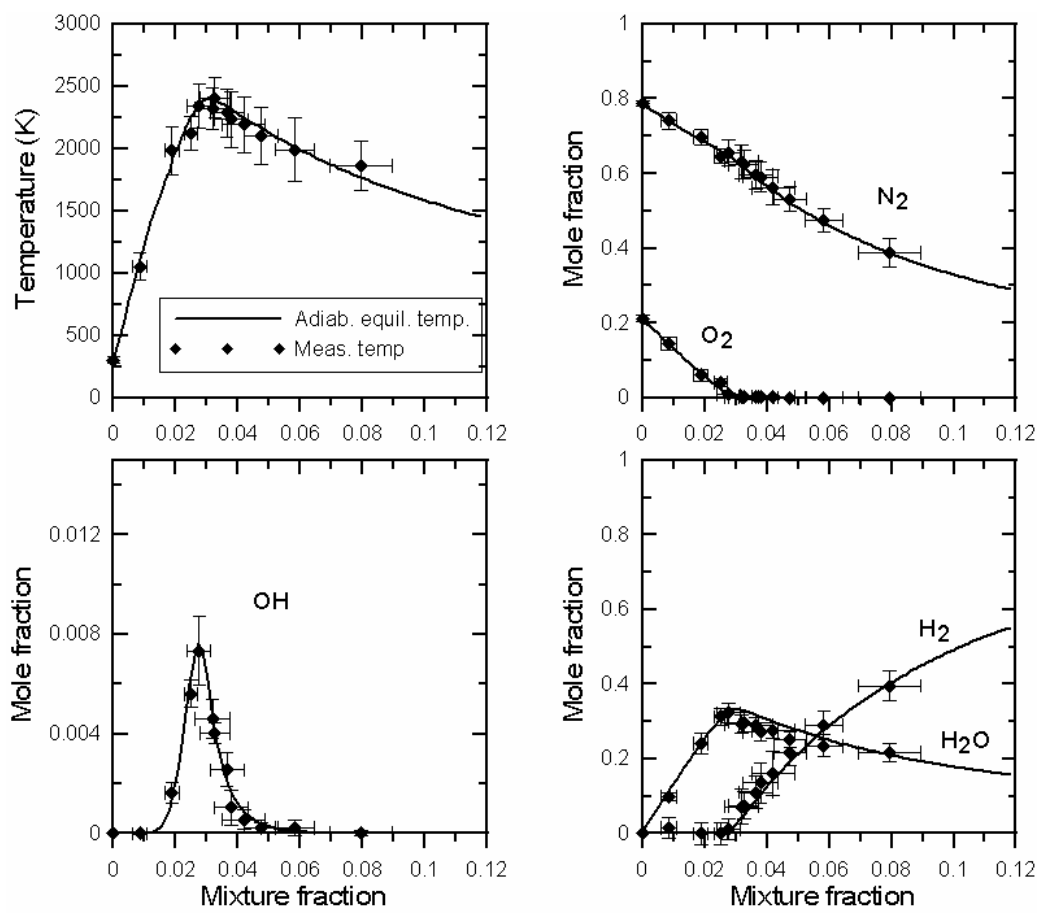 3000
2500
2000
1500
1000
500
0
Temperature (K)
Adiab. equil. temp.
Meas. temp
0 0.02 0.04 0.06 0.08 0.1 0.12
1
0.8
0.6
0.4
0.2
0
Mole fraction
N2
O2
0 0.02 0.04 0.06 0.08 0.1 0.12
0.012
0.008
0.004
0
Mole fraction
OH
0 0.02 0.04 0.06 0.08 0.1 0.12
Mixture fraction
1
0.8
0.6
0.4
0.2
0
Mole fraction
H2
H2O
0 0.02 0.04 0.06 0.08 0.1 0.12
Mixture fraction